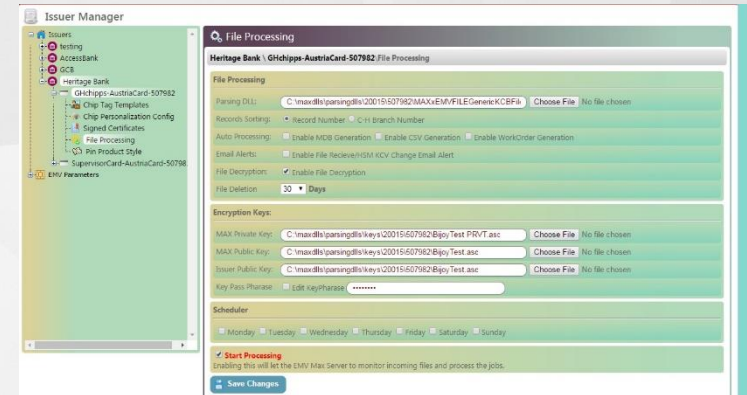 Issuer Manager
Issuers
testing
AccessBank
GCB
Heritage Bank
GHchipps-AustriaCard-507982
Chip Tag Templates
Chip Personalization Config
Signed Certificates
File Processing
Pin Product Style
SupervisorCard-AustriaCard-50798
EMV Parameters
File Processing
Heritage Bank \ GHchipps-AustriaCard-507982\File Processing
File Processing
Parsing DLL: C:\maxdlls\parsingdlls\20015\507982\MAXxEMVFILEGenericKCBFil Choose File No file chosen
Records Sorting: Record Number C-H Branch Number
Auto Processing: Enable MDB Generation Enable CSV Generation Enable WorkOrder Generation
Email Alerts: Enable File Recieve/HSM KCV Change Email Alert
File Decryption: Enable File Decryption
File Deletion 30 Days
Encryption Keys:
MAX Private Key: C:\maxdlls\parsingdlls\keys\20015\507982\BijoyTest PRVT.asc Choose File No file chosen
MAX Public Key: C:\maxdlls\parsingdlls\keys\20015\507982\BijoyTest.asc Choose File No file chosen
Issuer Public Key: C:\maxdlls\parsingdlls\keys\20015\507982\BijoyTest.asc Choose File No file chosen
Key Pass Pharase Edit KeyPharase ••••••••
Scheduler
Monday Tuesday Wednesday Thursday Friday Saturday Sunday
Start Processing
Enabling this will let the EMV Max Server to monitor incoming files and process the jobs.
Save Changes